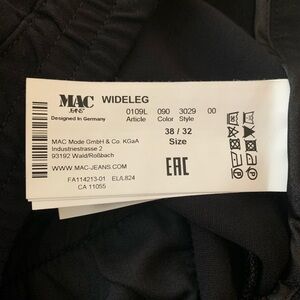 MAC WIDELEG
JEANS
Designed In Germany
0109L 090 3029 00
Article Color Style
38 / 32
Size
MAC Mode GmbH & Co. KGaA
Industriestrasse 2
93192 Wald/Roßbach
WWW.MAC-JEANS.COM
EAC
FA114213-01 EL/L824
CA 11055